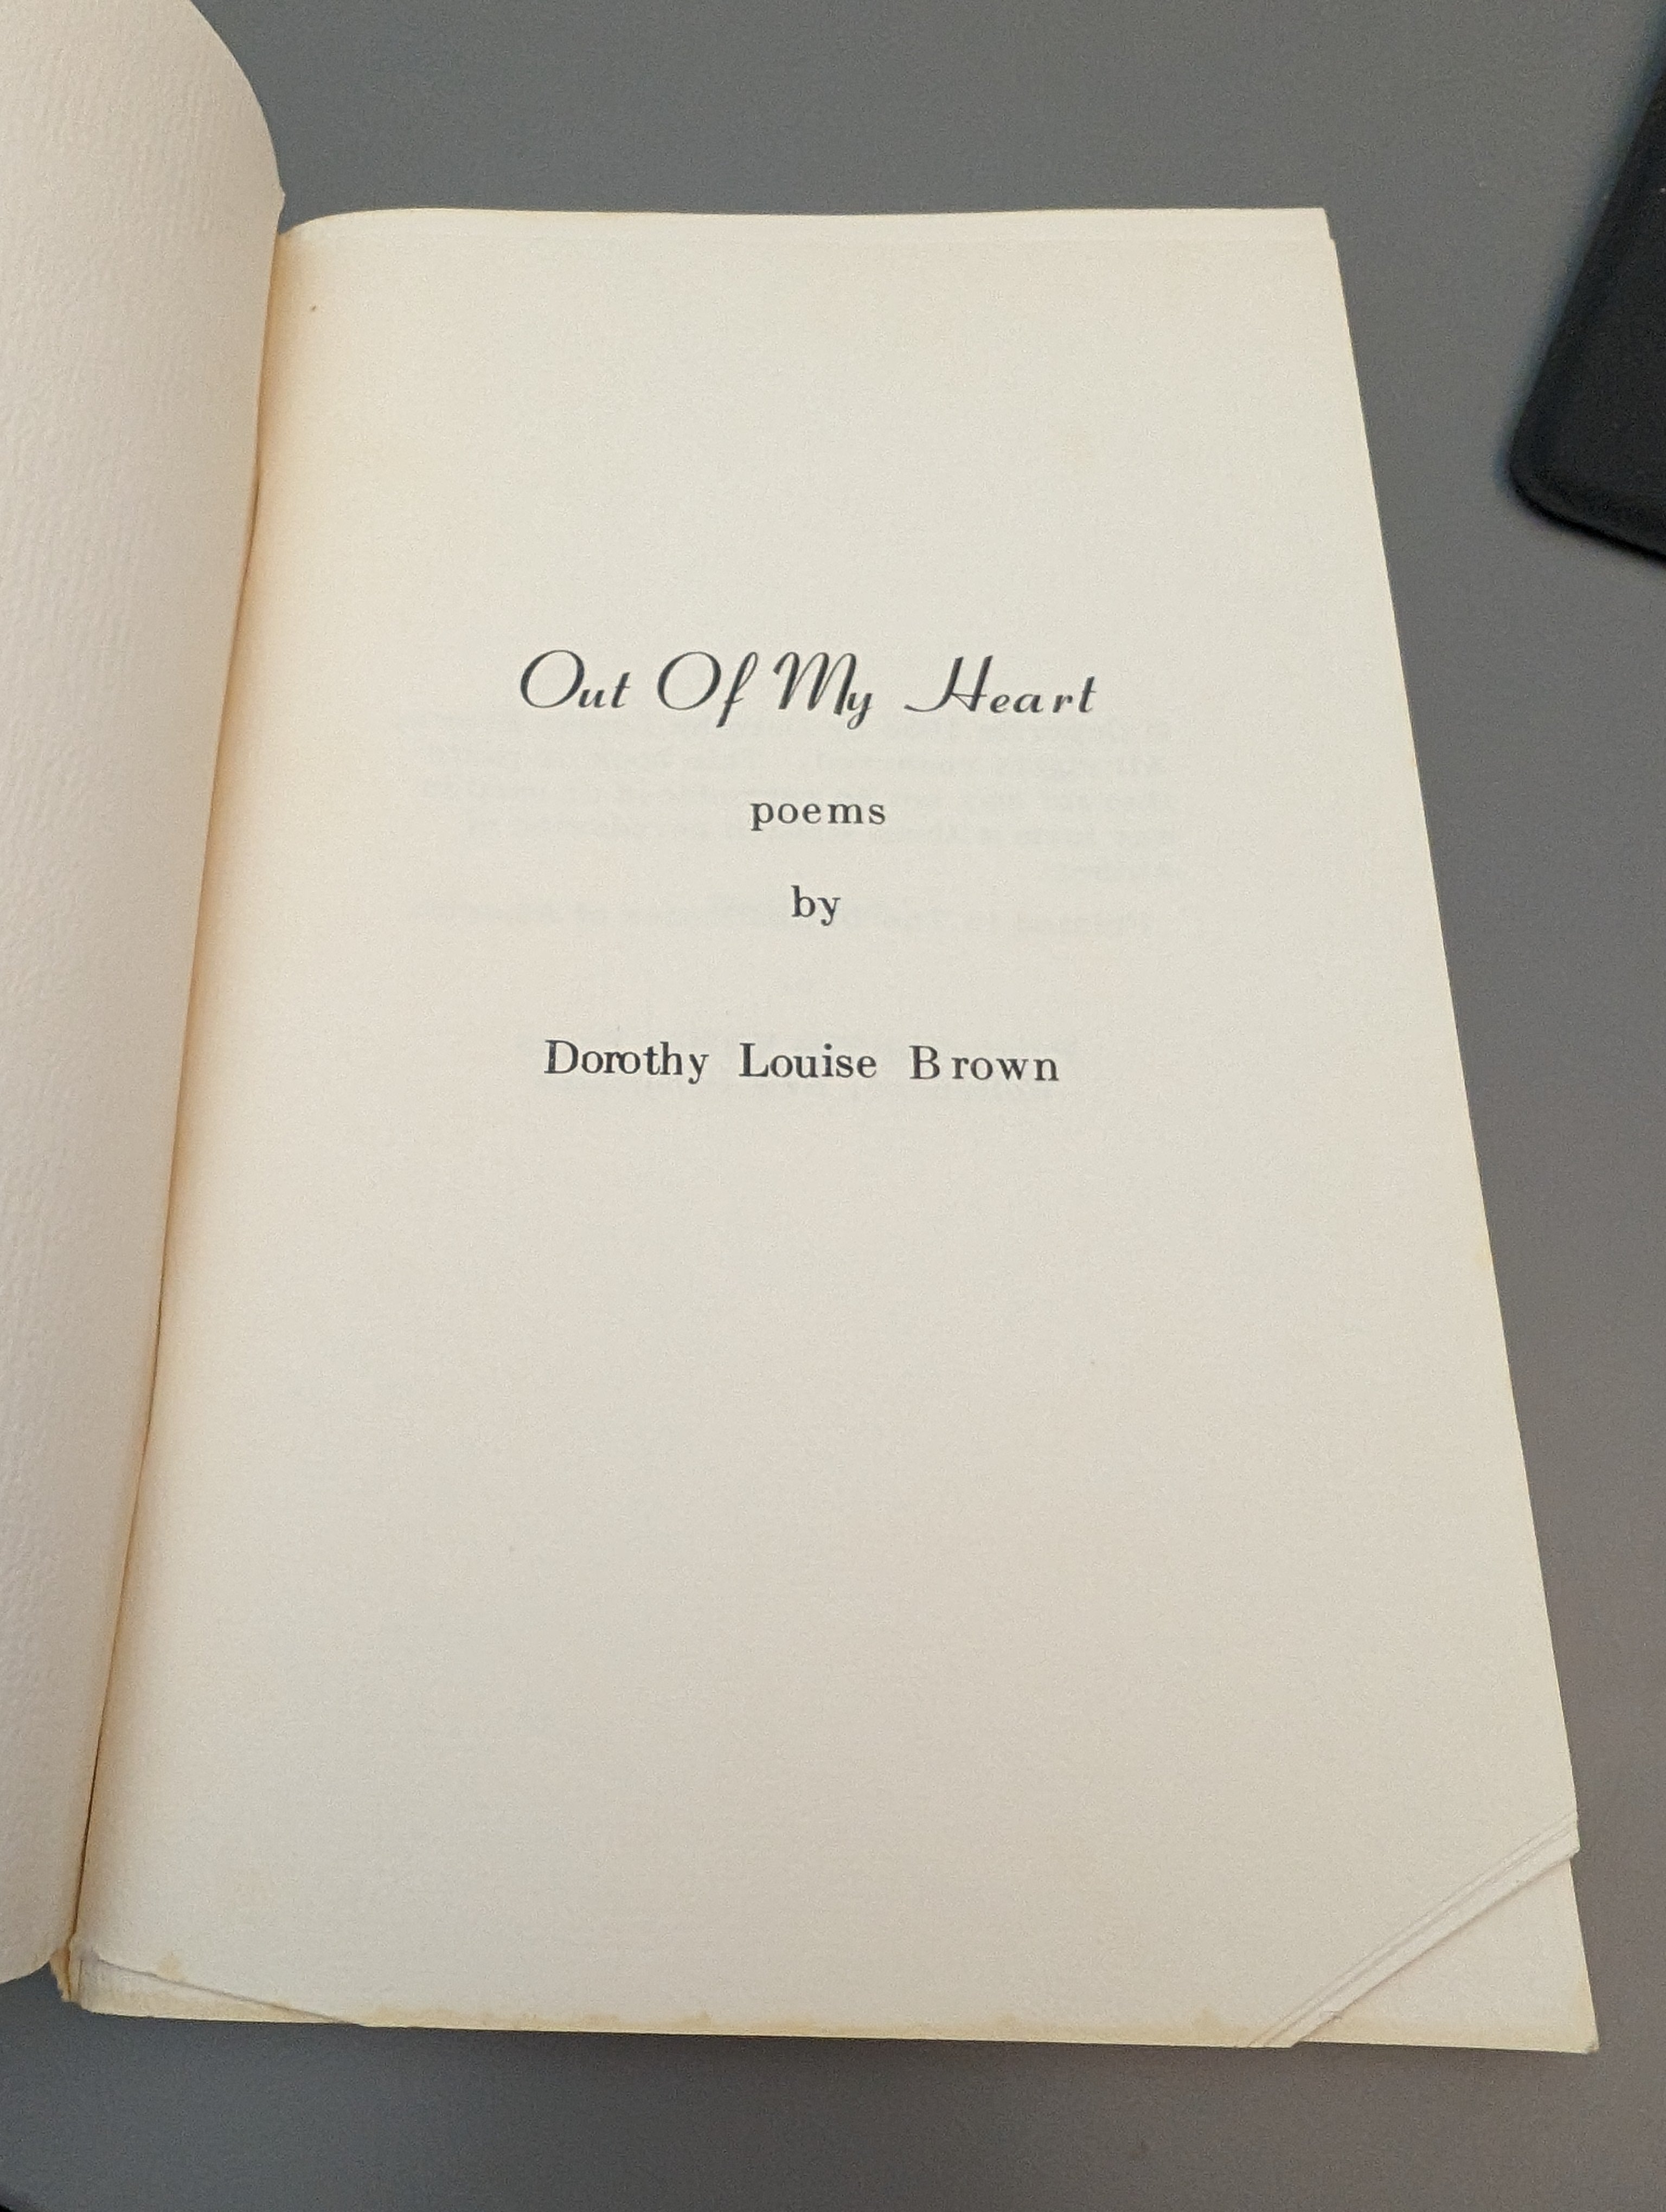 Out Of My Heart
poems
by
Dorothy Louise Brown